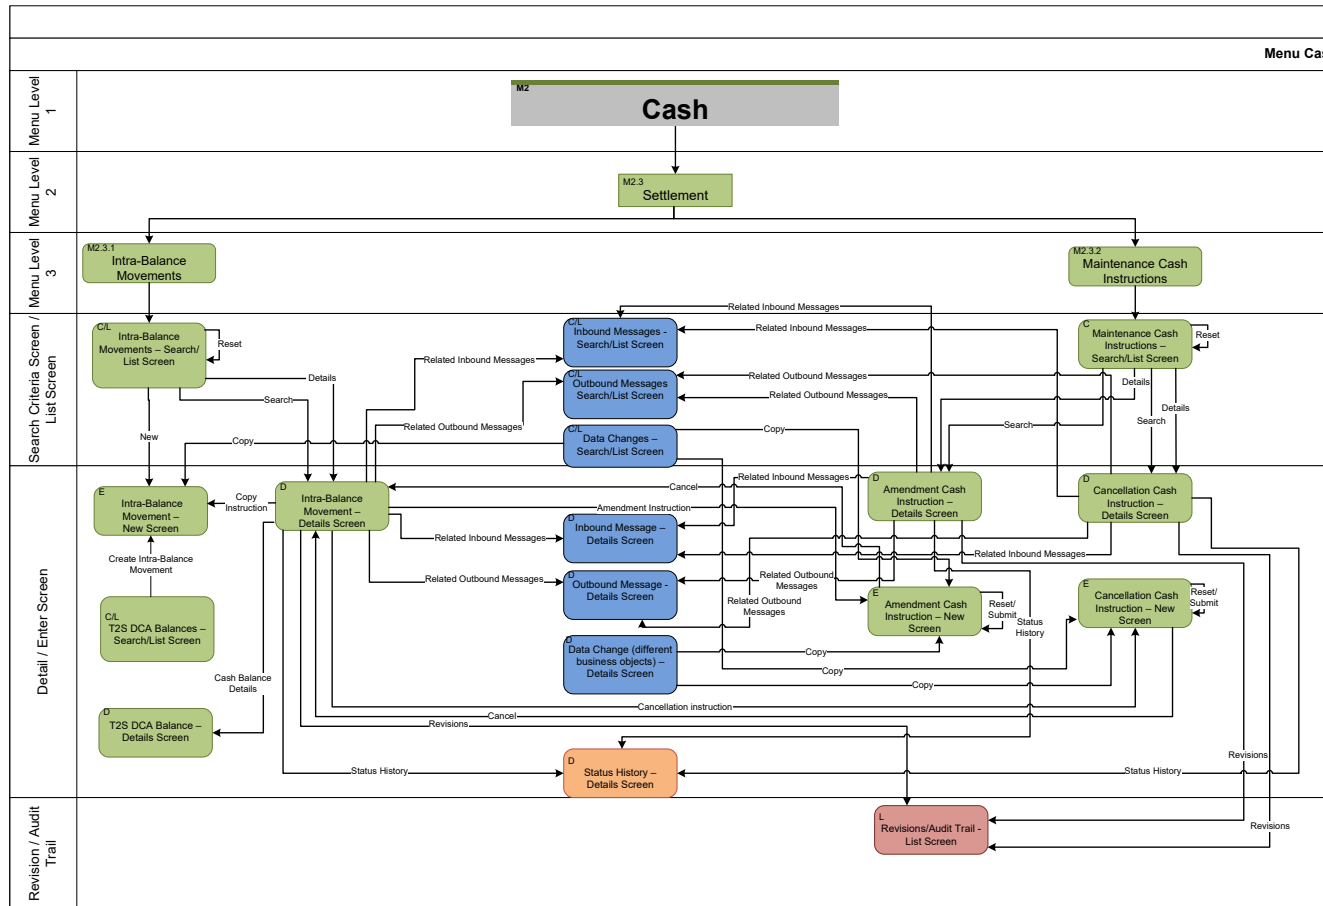 Menu Cas
Menu Level
1
M2
Cash
Menu Level
2
M2.3
Settlement
Menu Level
3
M2.3.1
Intra-Balance
Movements
M2.3.2
Maintenance Cash
Instructions
Search Criteria Screen /
List Screen
C/L
Intra-Balance
Movements – Search/
List Screen
Reset
Details
Search
New
Copy
Related Inbound Messages
Related Outbound Messages
C/L
Inbound Messages -
Search/List Screen
C/L
Outbound Messages
Search/List Screen
C/L
Data Changes –
Search/List Screen
Related Inbound Messages
Related Inbound Messages
Related Outbound Messages
Related Outbound Messages
Copy
C
Maintenance Cash
Instructions –
Search/List Screen
Reset
Details
Details
Search
Search
Detail / Enter Screen
E
Intra-Balance
Movement –
New Screen
Copy
Instruction
D
Intra-Balance
Movement –
Details Screen
Cancel
Amendment Instruction
Related Inbound Messages
Related Inbound Messages
D
Inbound Message –
Details Screen
D
Amendment Cash
Instruction –
Details Screen
D
Cancellation Cash
Instruction –
Details Screen
Related Inbound Messages
Create Intra-Balance
Movement
C/L
T2S DCA Balances –
Search/List Screen
Related Outbound Messages
D
Outbound Message -
Details Screen
Related Outbound
Messages
Related Outbound
Messages
E
Amendment Cash
Instruction – New
Screen
Reset/
Submit
Status
History
E
Cancellation Cash
Instruction – New
Screen
Reset/
Submit
D
Data Change (different
business objects) –
Details Screen
Copy
Copy
Copy
Cash Balance
Details
D
T2S DCA Balance –
Details Screen
Cancellation instruction
Cancel
Revisions
Status History
D
Status History –
Details Screen
Status History
Revisions
Revision / Audit
Trail
L
Revisions/Audit Trail -
List Screen
Revisions